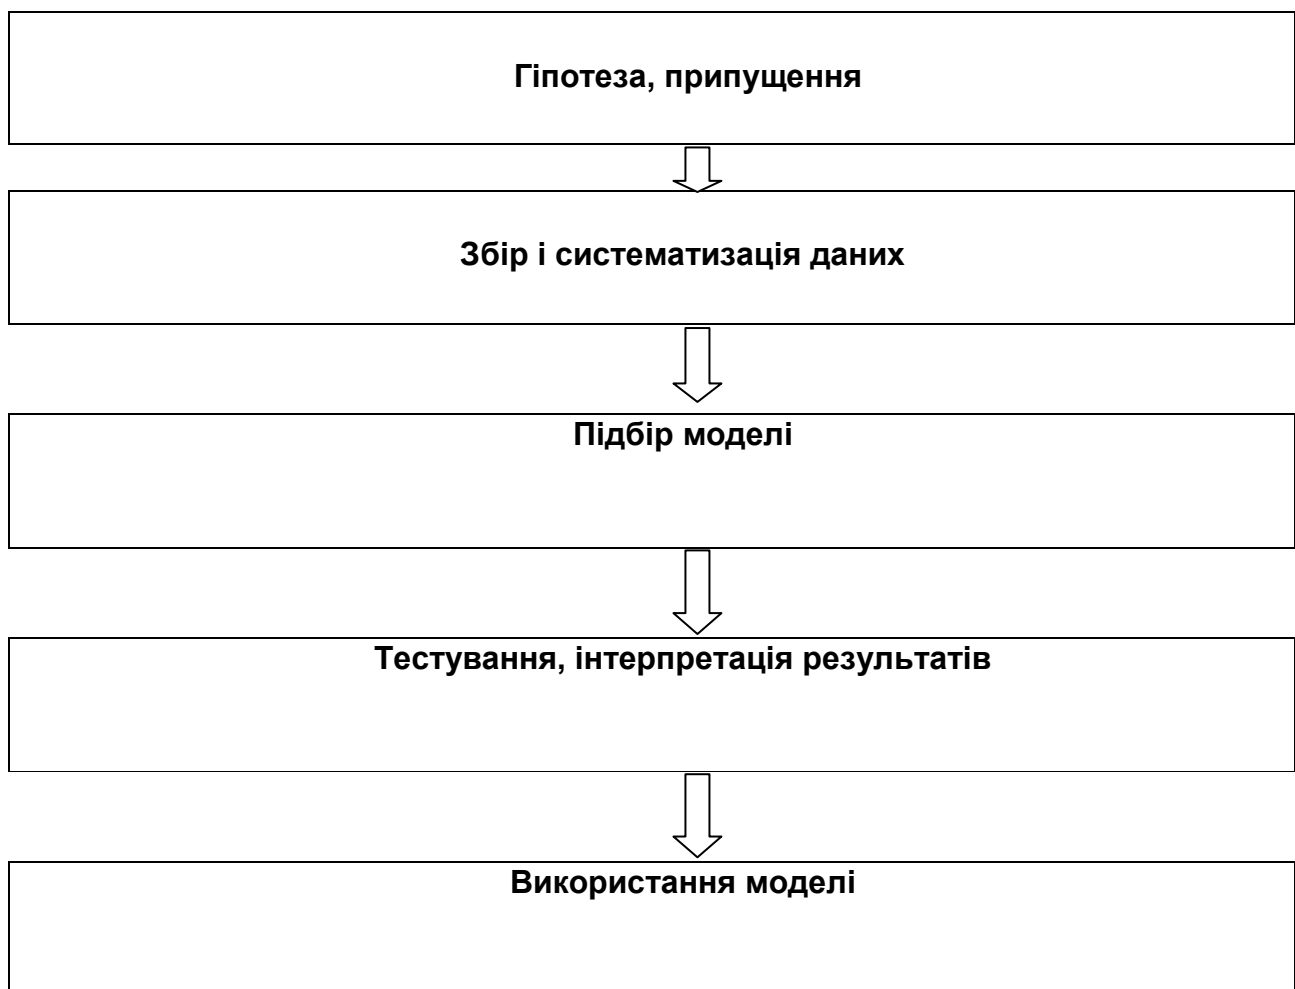 Гіпотеза, припущення
Збір і систематизація даних
Підбір моделі
Тестування, інтерпретація результатів
Використання моделі